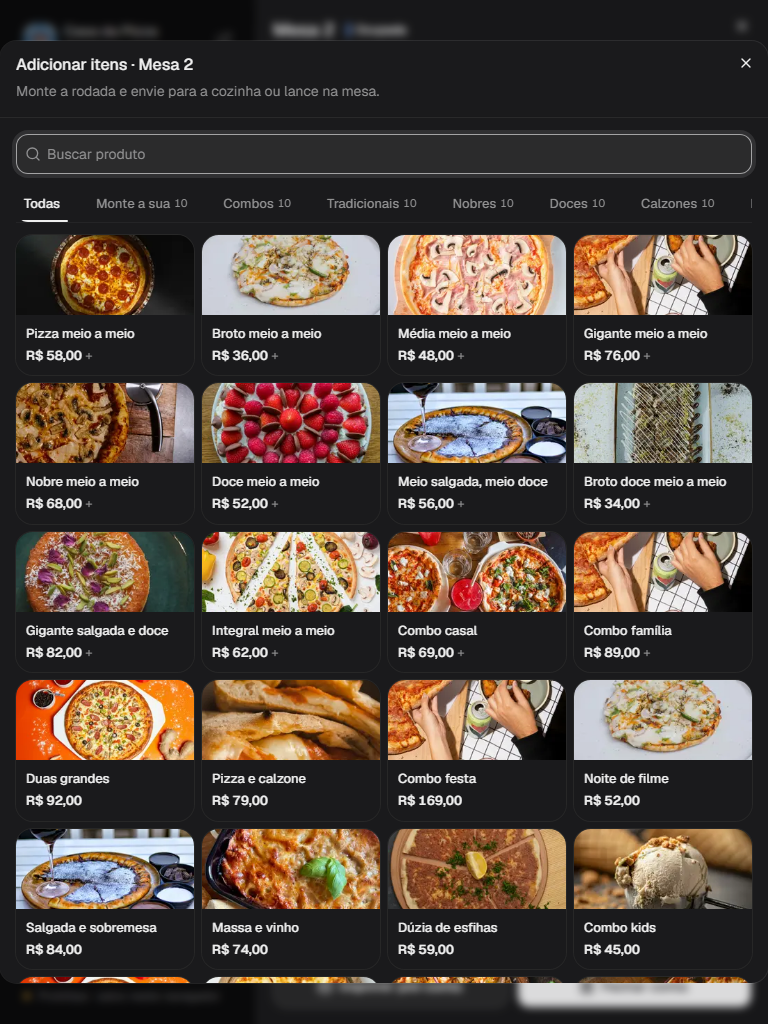 Mesa 2
Adicionar itens · Mesa 2
Monte a rodada e envie para a cozinha ou lance na mesa.
Buscar produto
Todas Monte a sua 10 Combos 10 Tradicionais 10 Nobres 10 Doces 10 Calzones 10
Pizza meio a meio Broto meio a meio Média meio a meio Gigante meio a meio
R$ 58,00 + R$ 36,00 + R$ 48,00 + R$ 76,00 +
Nobre meio a meio Doce meio a meio Meio salgada, meio doce Broto doce meio a meio
R$ 68,00 + R$ 52,00 + R$ 56,00 + R$ 34,00 +
Gigante salgada e doce Integral meio a meio Combo casal Combo família
R$ 82,00 + R$ 62,00 + R$ 69,00 + R$ 89,00 +
Duas grandes Pizza e calzone Combo festa Noite de filme
R$ 92,00 R$ 79,00 R$ 169,00 R$ 52,00
Salgada e sobremesa Massa e vinho Dúzia de esfihas Combo kids
R$ 84,00 R$ 74,00 R$ 59,00 R$ 45,00